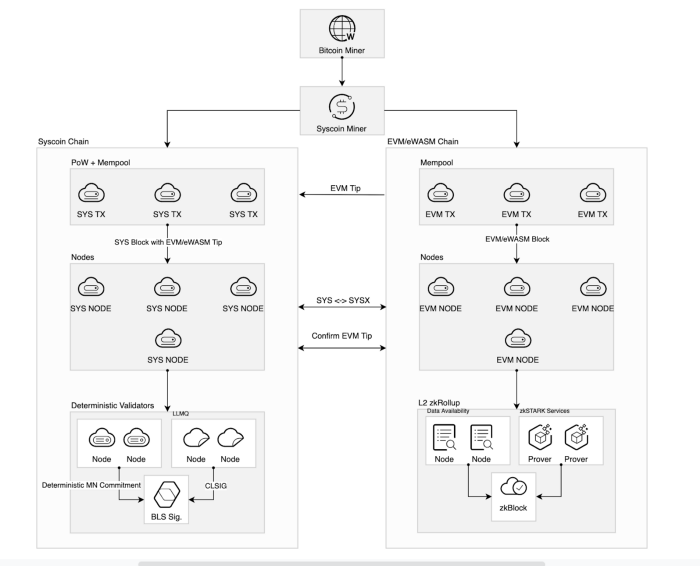 W
Bitcoin Miner
Syscoin Miner
Syscoin Chain
EVM/eWASM Chain
PoW + Mempool
Mempool
SYS TX
SYS TX
SYS TX
EVM Tip
EVM TX
EVM TX
EVM TX
SYS Block with EVM/eWASM Tip
EVM/eWASM Block
Nodes
Nodes
SYS NODE
SYS NODE
SYS NODE
SYS <-> SYSX
EVM NODE
EVM NODE
EVM NODE
Confirm EVM Tip
SYS NODE
EVM NODE
Deterministic Validators
L2 zkRollup
LLMQ
Data Availability
zkSTARK Services
Node
Node
Node
Node
Node
Node
Prover
Prover
Deterministic MN Commitment
CLSIG
BLS Sig.
zkBlock